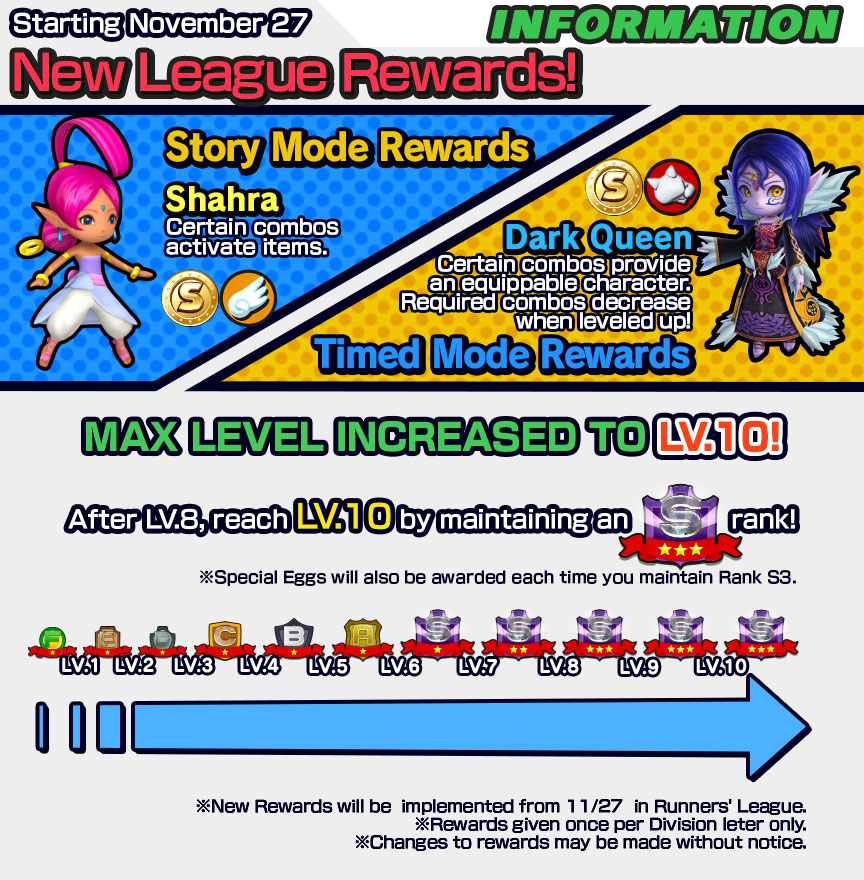 Starting November 27
INFORMATION
New League Rewards!
Story Mode Rewards
Shahra
Certain combos
activate items.
S
S
Dark Queen
Certain combos provide
an equippable character.
Required combos decrease
when leveled up!
Timed Mode Rewards
MAX LEVEL INCREASED TO LV.10!
After LV.8, reach LV.10 by maintaining an S rank!
※Special Eggs will also be awarded each time you maintain Rank S3.
F E D C B A S S S S S
LV.1 LV.2 LV.3 LV.4 LV.5 LV.6 LV.7 LV.8 LV.9 LV.10
※New Rewards will be implemented from 11/27 in Runners' League.
※Rewards given once per Division leter only.
※Changes to rewards may be made without notice.